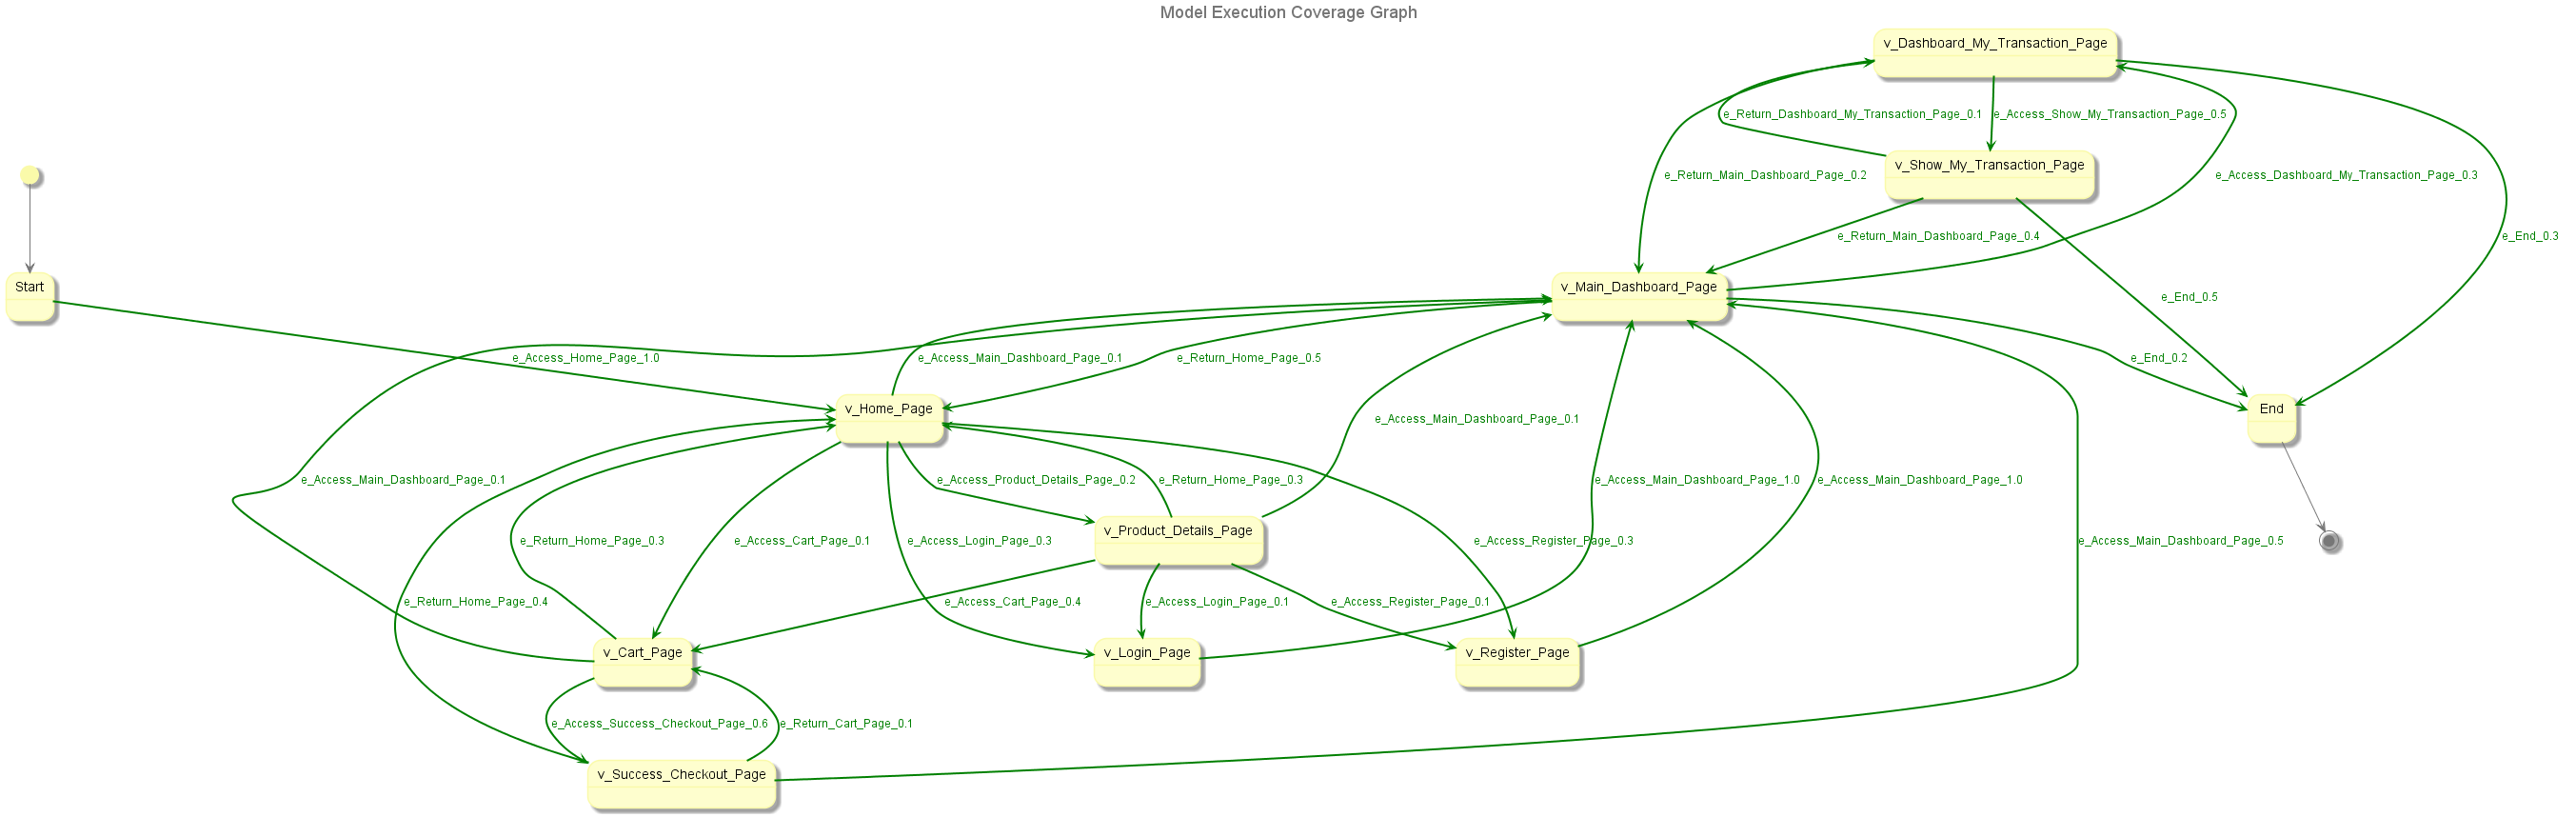 Model Execution Coverage Graph
v_Dashboard_My_Transaction_Page
e_Return_Dashboard_My_Transaction_Page_0.1
e_Access_Show_My_Transaction_Page_0.5
v_Show_My_Transaction_Page
e_Return_Main_Dashboard_Page_0.2
e_Access_Dashboard_My_Transaction_Page_0.3
e_Return_Main_Dashboard_Page_0.4
e_End_0.3
Start
v_Main_Dashboard_Page
e_End_0.5
e_Access_Home_Page_1.0
e_Access_Main_Dashboard_Page_0.1
e_Return_Home_Page_0.5
e_End_0.2
v_Home_Page
End
e_Access_Main_Dashboard_Page_0.1
e_Access_Main_Dashboard_Page_0.1
e_Access_Product_Details_Page_0.2
e_Return_Home_Page_0.3
e_Access_Main_Dashboard_Page_1.0
e_Access_Main_Dashboard_Page_1.0
v_Product_Details_Page
e_Return_Home_Page_0.3
e_Access_Cart_Page_0.1
e_Access_Login_Page_0.3
e_Access_Register_Page_0.3
e_Access_Main_Dashboard_Page_0.5
e_Return_Home_Page_0.4
e_Access_Cart_Page_0.4
e_Access_Login_Page_0.1
e_Access_Register_Page_0.1
v_Cart_Page
v_Login_Page
v_Register_Page
e_Access_Success_Checkout_Page_0.6
e_Return_Cart_Page_0.1
v_Success_Checkout_Page